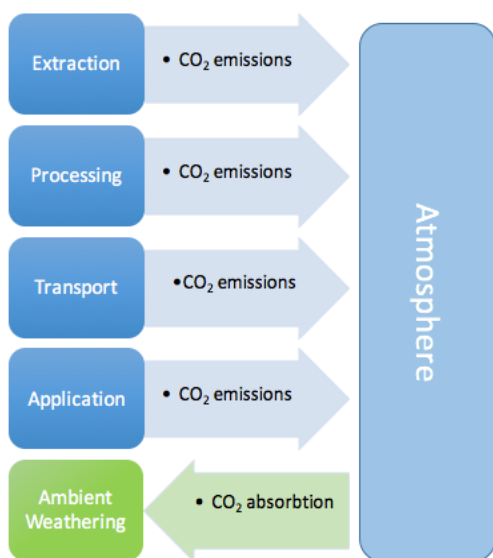 Extraction
• CO₂ emissions
Processing
• CO₂ emissions
Transport
•CO₂ emissions
Application
• CO₂ emissions
Ambient
Weathering
• CO₂ absorbtion
Atmosphere